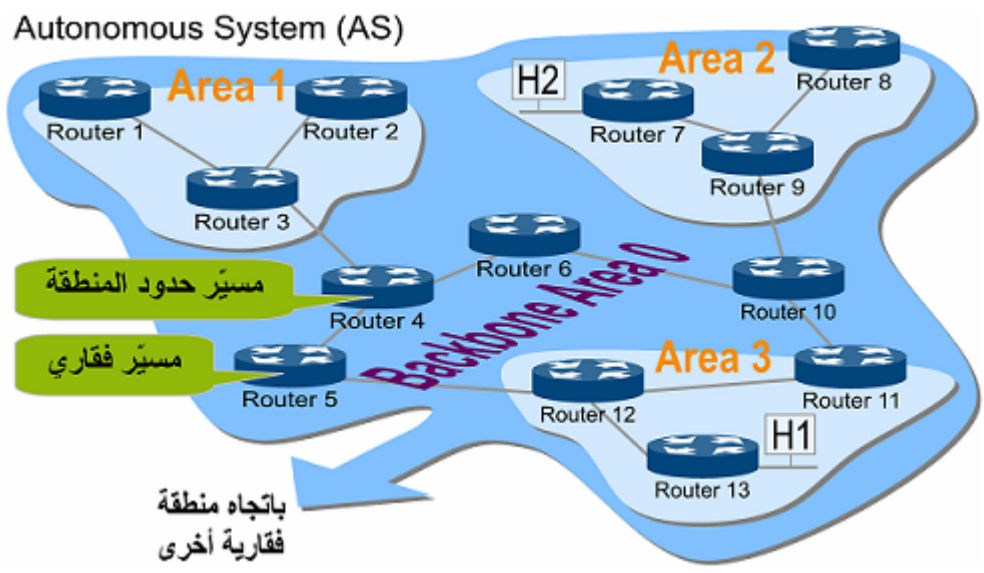 Autonomous System (AS)
Area 1
Router 1
Router 2
Router 3
Area 2
H2
Router 7
Router 8
Router 9
مسيّر حدود المنطقة
Router 4
Router 6
Router 10
Backbone Area 0
مسيّر فقاري
Router 5
Area 3
Router 12
Router 11
H1
Router 13
باتجاه منطقة
فقارية أخرى